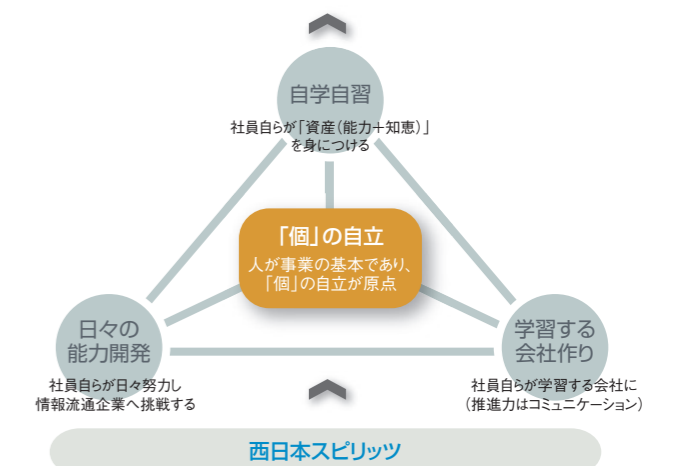 自学自習
社員自らが「資産(能力+知恵)」
を身につける
「個」の自立
人が事業の基本であり、
「個」の自立が原点
日々の
能力開発
社員自らが日々努力し
情報流通企業へ挑戦する
学習する
会社作り
社員自らが学習する会社に
(推進力はコミュニケーション)
西日本スピリッツ